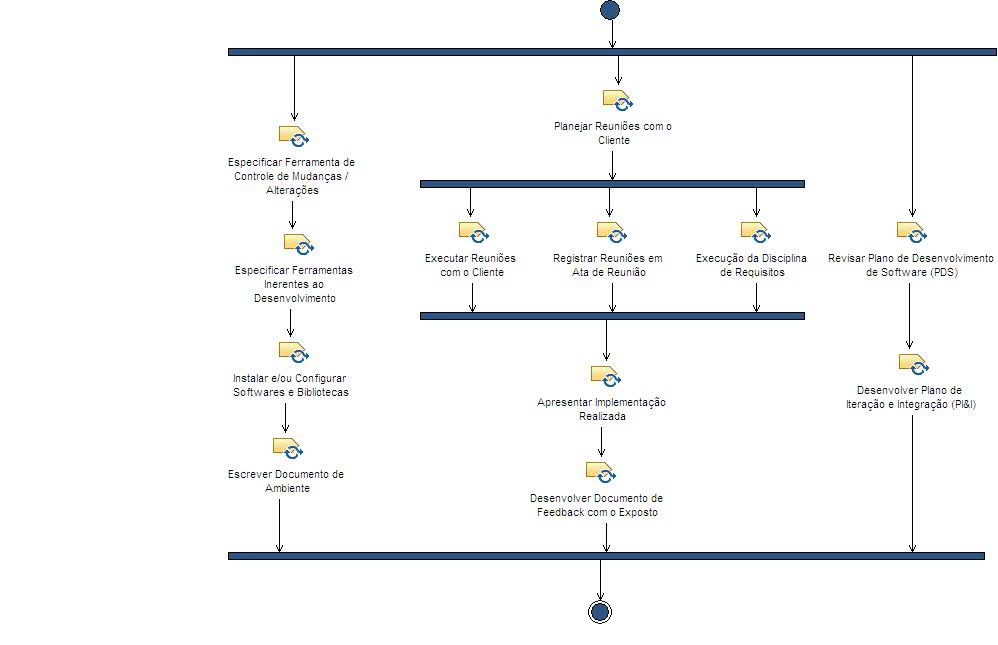 Planejar Reuniões com o
Cliente
Especificar Ferramenta de
Controle de Mudanças /
Alterações
Executar Reuniões
com o Cliente
Registrar Reuniões em
Ata de Reunião
Execução da Disciplina
de Requisitos
Revisar Plano de Desenvolvimento
de Software (PDS)
Especificar Ferramentas
Inerentes ao
Desenvolvimento
Instalar e/ou Configurar
Softwares e Bibliotecas
Apresentar Implementação
Realizada
Desenvolver Plano de
Iteração e Integração (PI&I)
Escrever Documento de
Ambiente
Desenvolver Documento de
Feedback com o Exposto